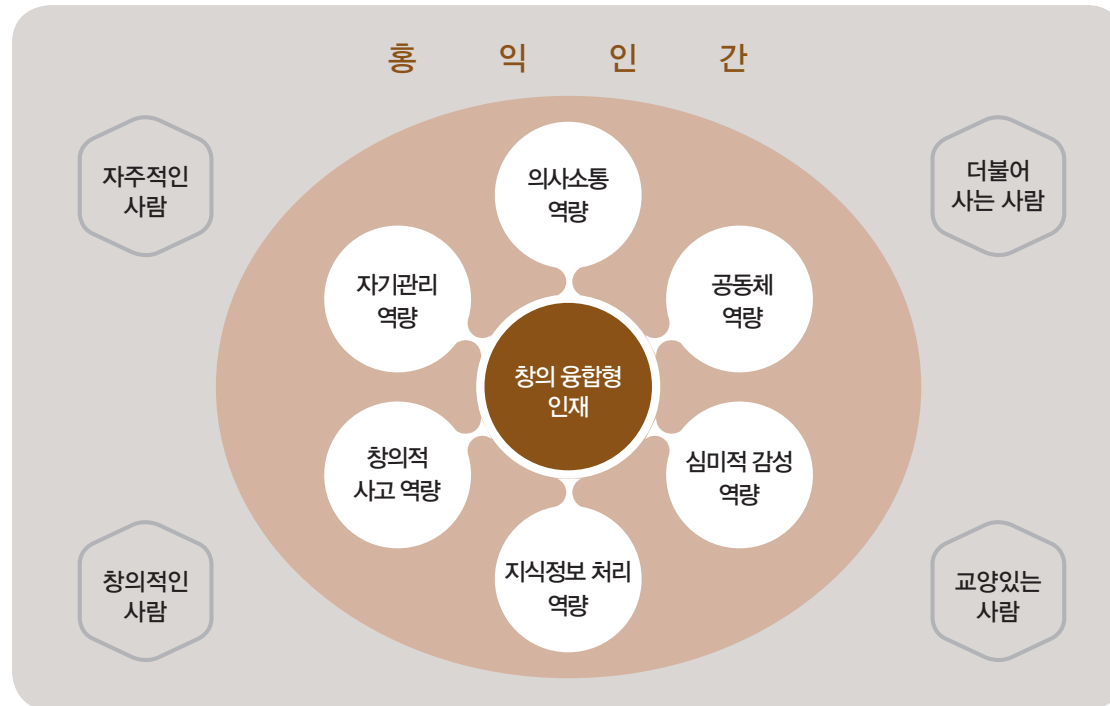 홍 익 인 간
자주적인
사람
더불어
사는 사람
의사소통
역량
자기관리
역량
공동체
역량
창의 융합형
인재
창의적
사고 역량
심미적 감성
역량
지식정보 처리
역량
창의적인
사람
교양있는
사람